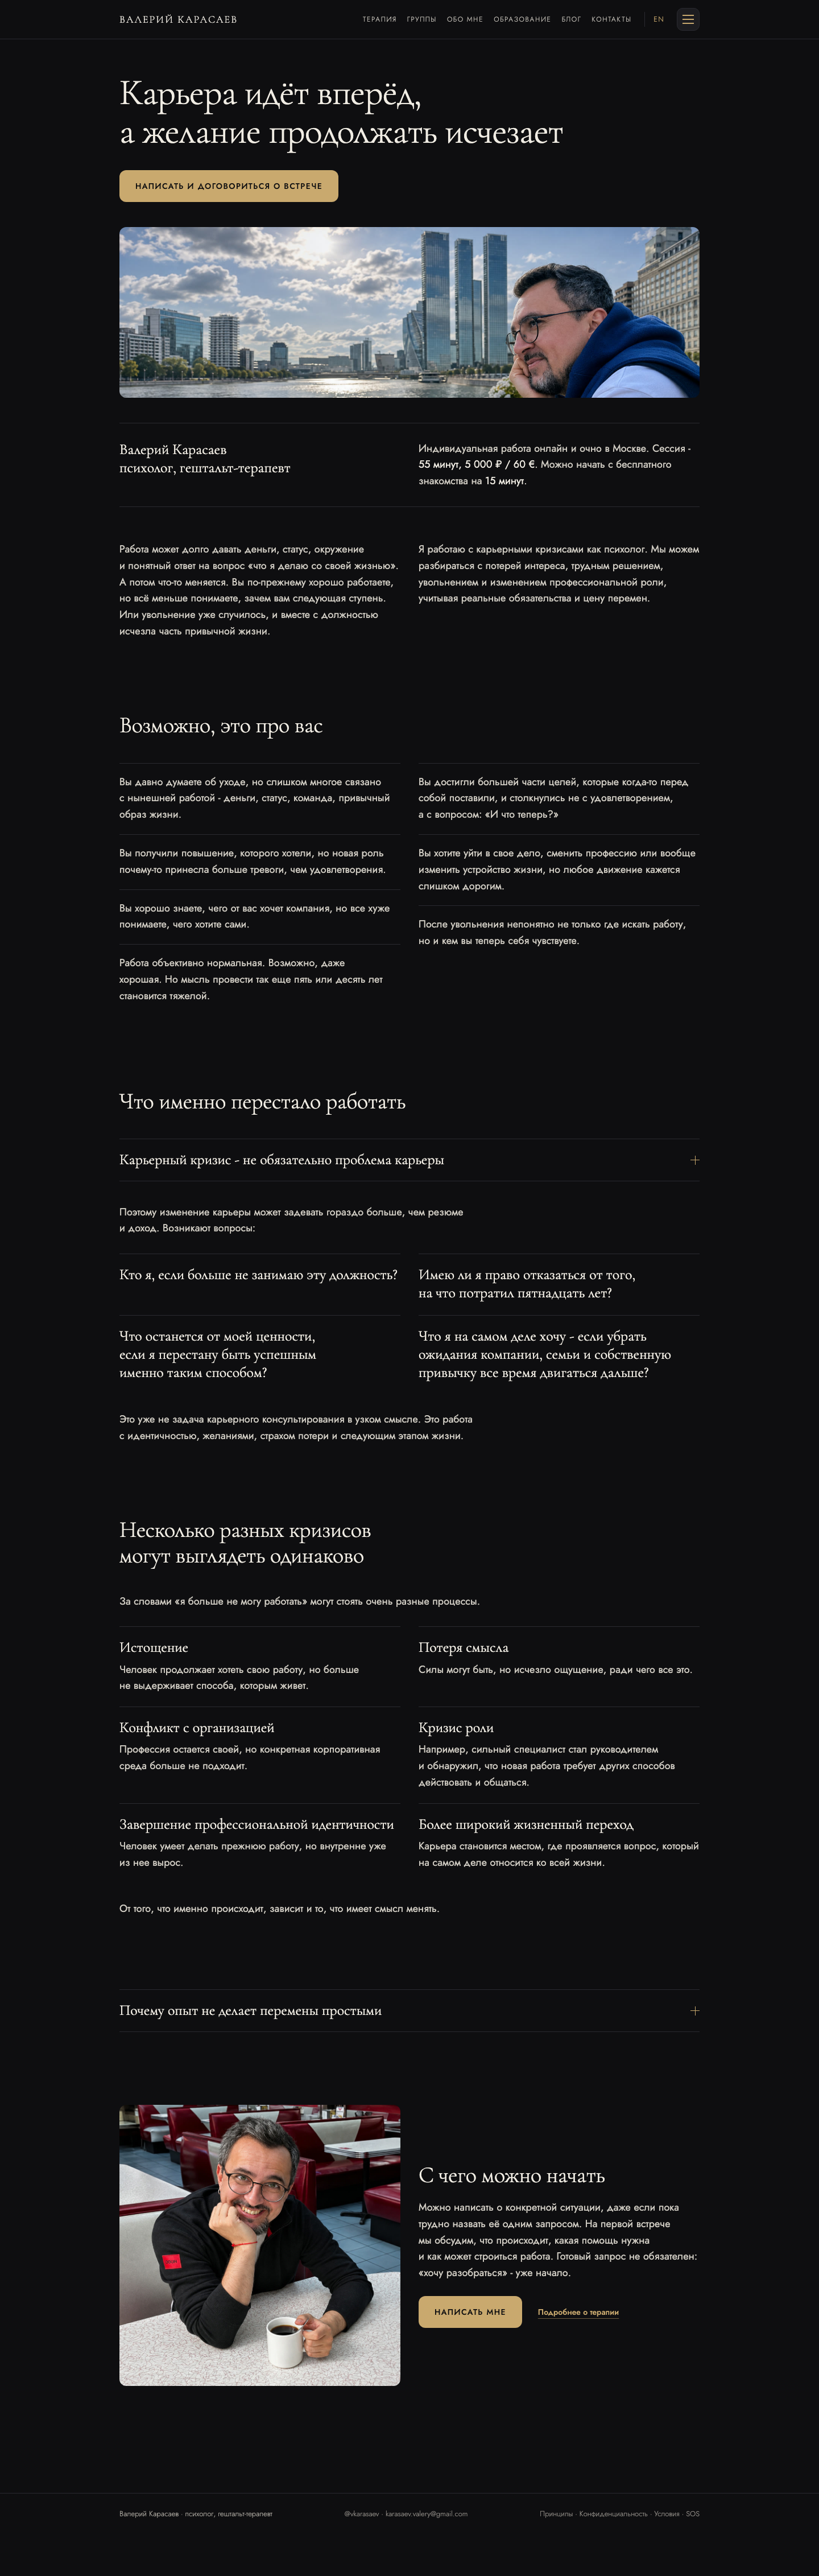 ВАЛЕРИЙ КАРАСАЕВ
ТЕРАПИЯ ГРУППЫ ОБО МНЕ ОБРАЗОВАНИЕ БЛОГ КОНТАКТЫ EN
Карьера идёт вперёд,
а желание продолжать исчезает
НАПИСАТЬ И ДОГОВОРИТЬСЯ О ВСТРЕЧЕ
Валерий Карасаев
психолог, гештальт-терапевт
Индивидуальная работа онлайн и очно в Москве. Сессия -
55 минут, 5 000 ₽ / 60 €. Можно начать с бесплатного
знакомства на 15 минут.
Работа может долго давать деньги, статус, окружение
и понятный ответ на вопрос «что я делаю со своей жизнью».
А потом что-то меняется. Вы по-прежнему хорошо работаете,
но всё меньше понимаете, зачем вам следующая ступень.
Или увольнение уже случилось, и вместе с должностью
исчезла часть привычной жизни.
Я работаю с карьерными кризисами как психолог. Мы можем
разбираться с потерей интереса, трудным решением,
увольнением и изменением профессиональной роли,
учитывая реальные обязательства и цену перемен.
Возможно, это про вас
Вы давно думаете об уходе, но слишком многое связано
с нынешней работой - деньги, статус, команда, привычный
образ жизни.
Вы получили повышение, которого хотели, но новая роль
почему-то принесла больше тревоги, чем удовлетворения.
Вы хорошо знаете, чего от вас хочет компания, но все хуже
понимаете, чего хотите сами.
Работа объективно нормальная. Возможно, даже
хорошая. Но мысль провести так еще пять или десять лет
становится тяжелой.
Вы достигли большей части целей, которые когда-то перед
собой поставили, и столкнулись не с удовлетворением,
а с вопросом: «И что теперь?»
Вы хотите уйти в свое дело, сменить профессию или вообще
изменить устройство жизни, но любое движение кажется
слишком дорогим.
После увольнения непонятно не только где искать работу,
но и кем вы теперь себя чувствуете.
Что именно перестало работать
Карьерный кризис - не обязательно проблема карьеры
Поэтому изменение карьеры может задевать гораздо больше, чем резюме
и доход. Возникают вопросы:
Кто я, если больше не занимаю эту должность?
Имею ли я право отказаться от того,
на что потратил пятнадцать лет?
Что останется от моей ценности,
если я перестану быть успешным
именно таким способом?
Что я на самом деле хочу - если убрать
ожидания компании, семьи и собственную
привычку все время двигаться дальше?
Это уже не задача карьерного консультирования в узком смысле. Это работа
с идентичностью, желаниями, страхом потери и следующим этапом жизни.
Несколько разных кризисов
могут выглядеть одинаково
За словами «я больше не могу работать» могут стоять очень разные процессы.
Истощение
Человек продолжает хотеть свою работу, но больше
не выдерживает способа, которым живет.
Потеря смысла
Силы могут быть, но исчезло ощущение, ради чего все это.
Конфликт с организацией
Профессия остается своей, но конкретная корпоративная
среда больше не подходит.
Кризис роли
Например, сильный специалист стал руководителем
и обнаружил, что новая работа требует других способов
действовать и общаться.
Завершение профессиональной идентичности
Человек умеет делать прежнюю работу, но внутренне уже
из нее вырос.
Более широкий жизненный переход
Карьера становится местом, где проявляется вопрос, который
на самом деле относится ко всей жизни.
От того, что именно происходит, зависит и то, что имеет смысл менять.
Почему опыт не делает перемены простыми
С чего можно начать
Можно написать о конкретной ситуации, даже если пока
трудно назвать её одним запросом. На первой встрече
мы обсудим, что происходит, какая помощь нужна
и как может строиться работа. Готовый запрос не обязателен:
«хочу разобраться» - уже начало.
НАПИСАТЬ МНЕ
Подробнее о терапии
Валерий Карасаев · психолог, гештальт-терапевт
@vkarasaev · karasaev.valery@gmail.com
Принципы · Конфиденциальность · Условия · SOS